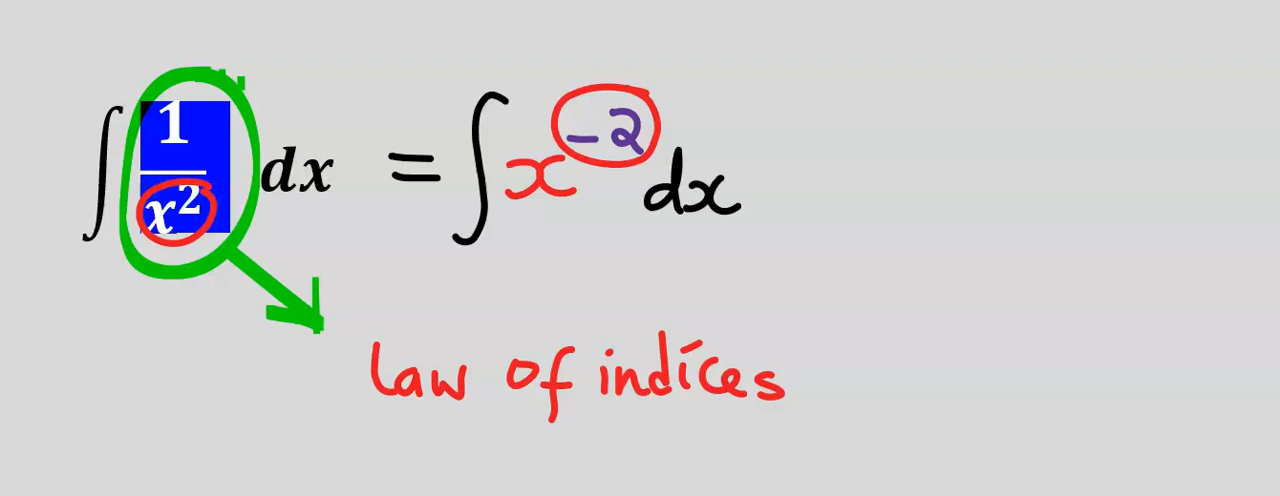 ∫ 1/x² dx = ∫ x⁻² dx
law of indices